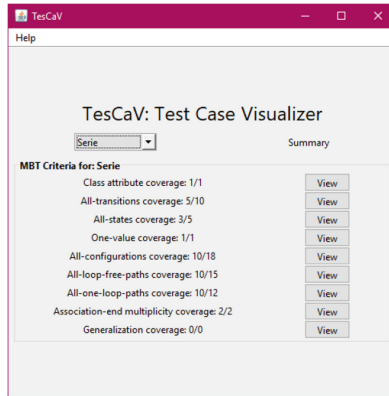 TesCaV
Help
TesCaV: Test Case Visualizer
Serie Summary
MBT Criteria for: Serie
Class attribute coverage: 1/1 View
All-transitions coverage: 5/10 View
All-states coverage: 3/5 View
One-value coverage: 1/1 View
All-configurations coverage: 10/18 View
All-loop-free-paths coverage: 10/15 View
All-one-loop-paths coverage: 10/12 View
Association-end multiplicity coverage: 2/2 View
Generalization coverage: 0/0 View